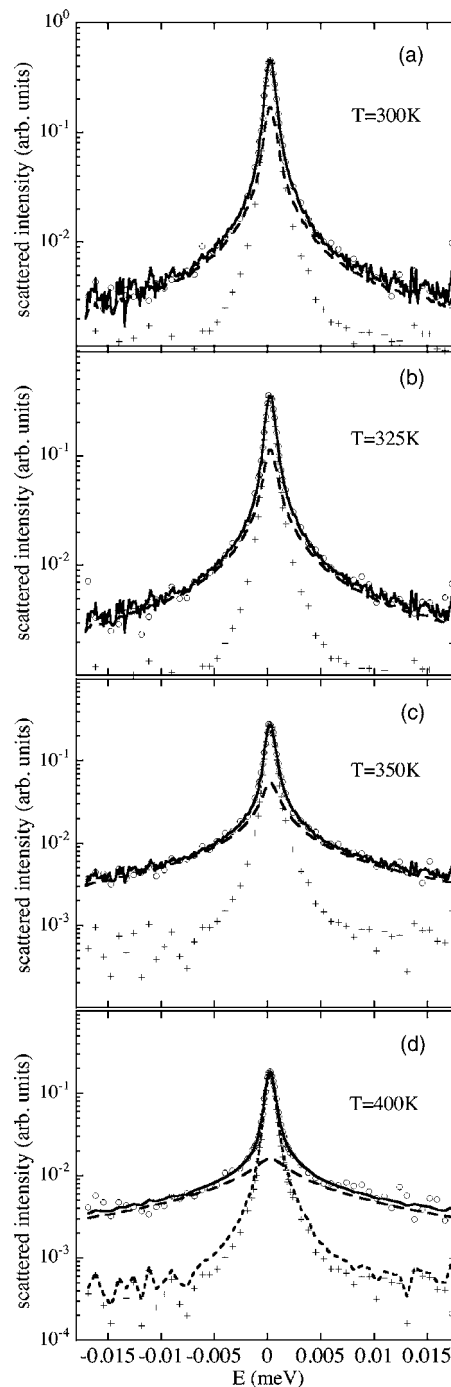 10⁰
(a)
T=300K
10⁻¹
10⁻²
scattered intensity (arb. units)
(b)
T=325K
10⁻¹
10⁻²
scattered intensity (arb. units)
(c)
T=350K
10⁻¹
10⁻²
10⁻³
scattered intensity (arb. units)
(d)
T=400K
10⁻¹
10⁻²
10⁻³
10⁻⁴
scattered intensity (arb. units)
-0.015 -0.01 -0.005 0 0.005 0.01 0.015
E (meV)